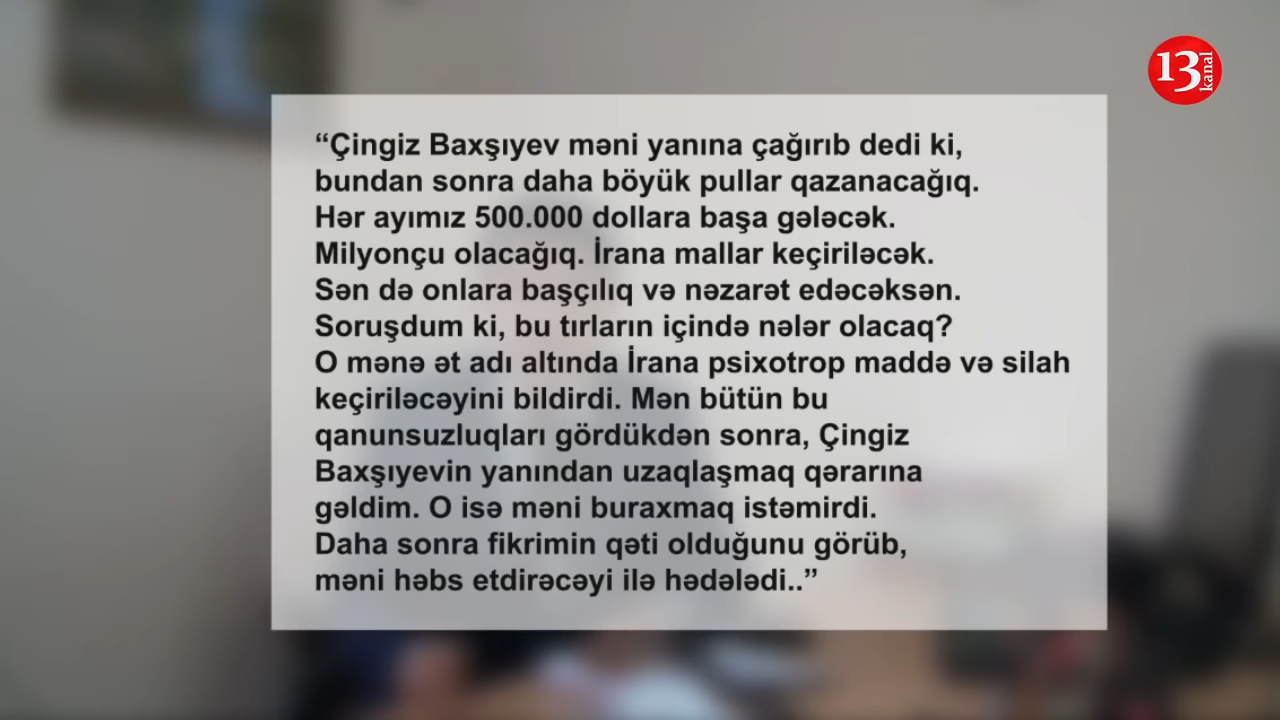 13 kanal
“Çingiz Baxşıyev məni yanına çağırıb dedi ki,
bundan sonra daha böyük pullar qazanacağıq.
Hər ayımız 500.000 dollara başa gələcək.
Milyonçu olacağıq. İrana mallar keçiriləcək.
Sən də onlara başçılıq və nəzarət edəcəksən.
Soruşdum ki, bu tırların içində nələr olacaq?
O mənə ət adı altında İrana psixotrop maddə və silah
keçiriləcəyini bildirdi. Mən bütün bu
qanunsuzluqları gördükdən sonra, Çingiz
Baxşıyevin yanından uzaqlaşmaq qərarına
gəldim. O isə məni buraxmaq istəmirdi.
Daha sonra fikrimin qəti olduğunu görüb,
məni həbs etdirəcəyi ilə hədələdi..”